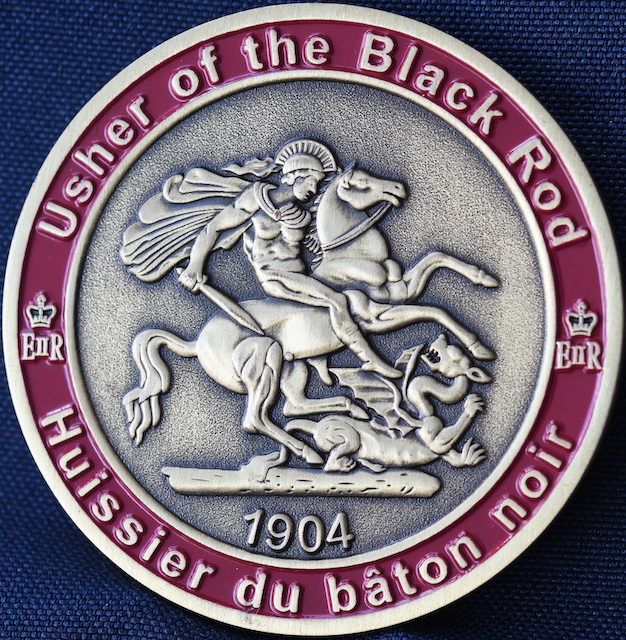 Usher of the Black Rod
EIIR
EIIR
1904
Huissier du bâton noir